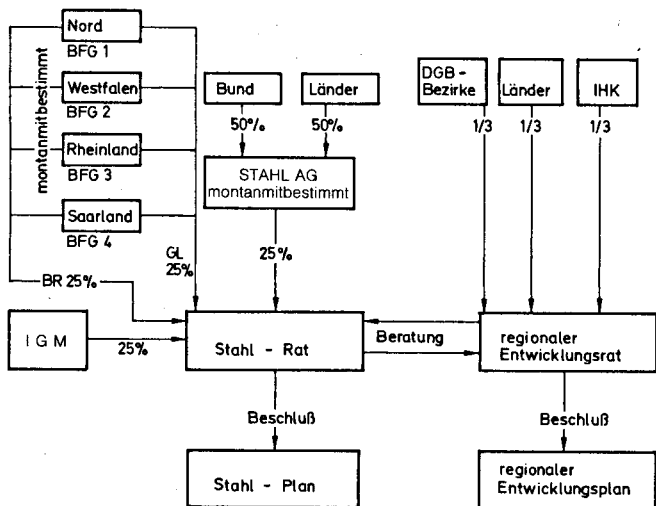 Nord
BFG 1
Westfalen
BFG 2
Rheinland
BFG 3
Saarland
BFG 4
montanmitbestimmt
Bund
Länder
50%
50%
STAHL AG
montanmitbestimmt
DGB-
Bezirke
Länder
IHK
1/3
1/3
1/3
GL
25%
25%
BR 25%
IGM
25%
Stahl - Rat
Beratung
regionaler
Entwicklungsrat
Beschluß
Beschluß
Stahl - Plan
regionaler
Entwicklungsplan